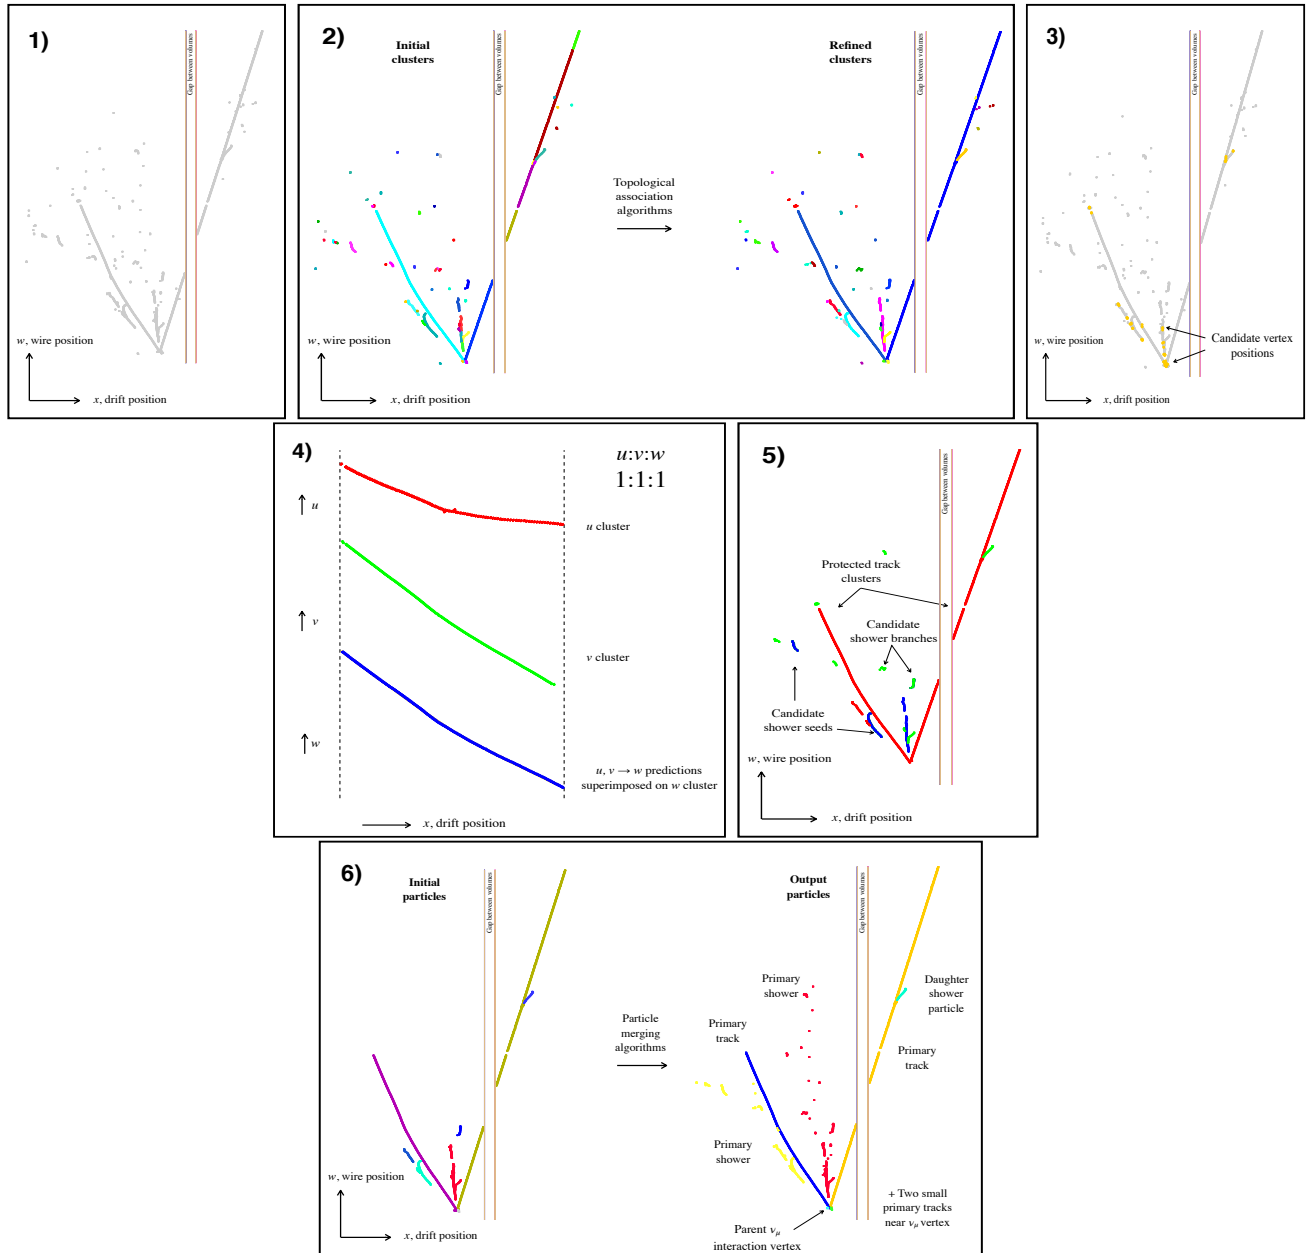 1)
Gap between volumes
w, wire position
x, drift position
2)
Initial
clusters
Gap between volumes
Topological
association
algorithms
Refined
clusters
Gap between volumes
w, wire position
x, drift position
3)
Gap between volumes
Candidate vertex
positions
w, wire position
x, drift position
4)
u:v:w
1:1:1
u
u cluster
v
v cluster
w
u, v → w predictions
superimposed on w cluster
x, drift position
5)
Gap between volumes
Protected track
clusters
Candidate
shower branches
Candidate
shower seeds
w, wire position
x, drift position
6)
Initial
particles
Gap between volumes
Particle
merging
algorithms
Output
particles
Gap between volumes
Primary
shower
Daughter
shower
particle
Primary
track
Primary
track
Primary
shower
w, wire position
x, drift position
+ Two small
primary tracks
near νμ vertex
Parent νμ
interaction vertex